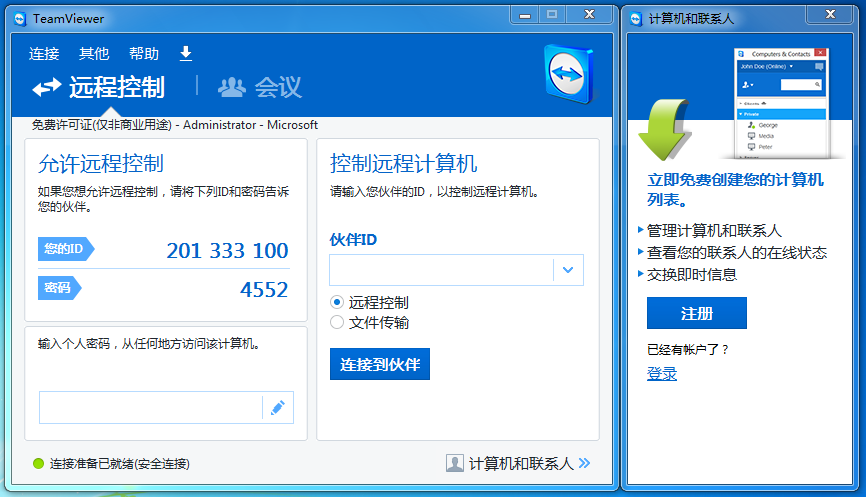 TeamViewer
连接 其他 帮助
远程控制 会议
免费许可证(仅非商业用途) - Administrator - Microsoft
允许远程控制
如果您想允许远程控制，请将下列ID和密码告诉
您的伙伴。
您的ID 201 333 100
密码 4552
输入个人密码，从任何地方访问该计算机。
控制远程计算机
请输入您伙伴的ID，以控制远程计算机。
伙伴ID
远程控制
文件传输
连接到伙伴
连接准备已就绪(安全连接)
计算机和联系人
计算机和联系人
Computers & Contacts
John Doe (Online)
Private
George
Media
Peter
立即免费创建您的计算机
列表。
管理计算机和联系人
查看您的联系人的在线状态
交换即时信息
注册
已经有帐户了？
登录